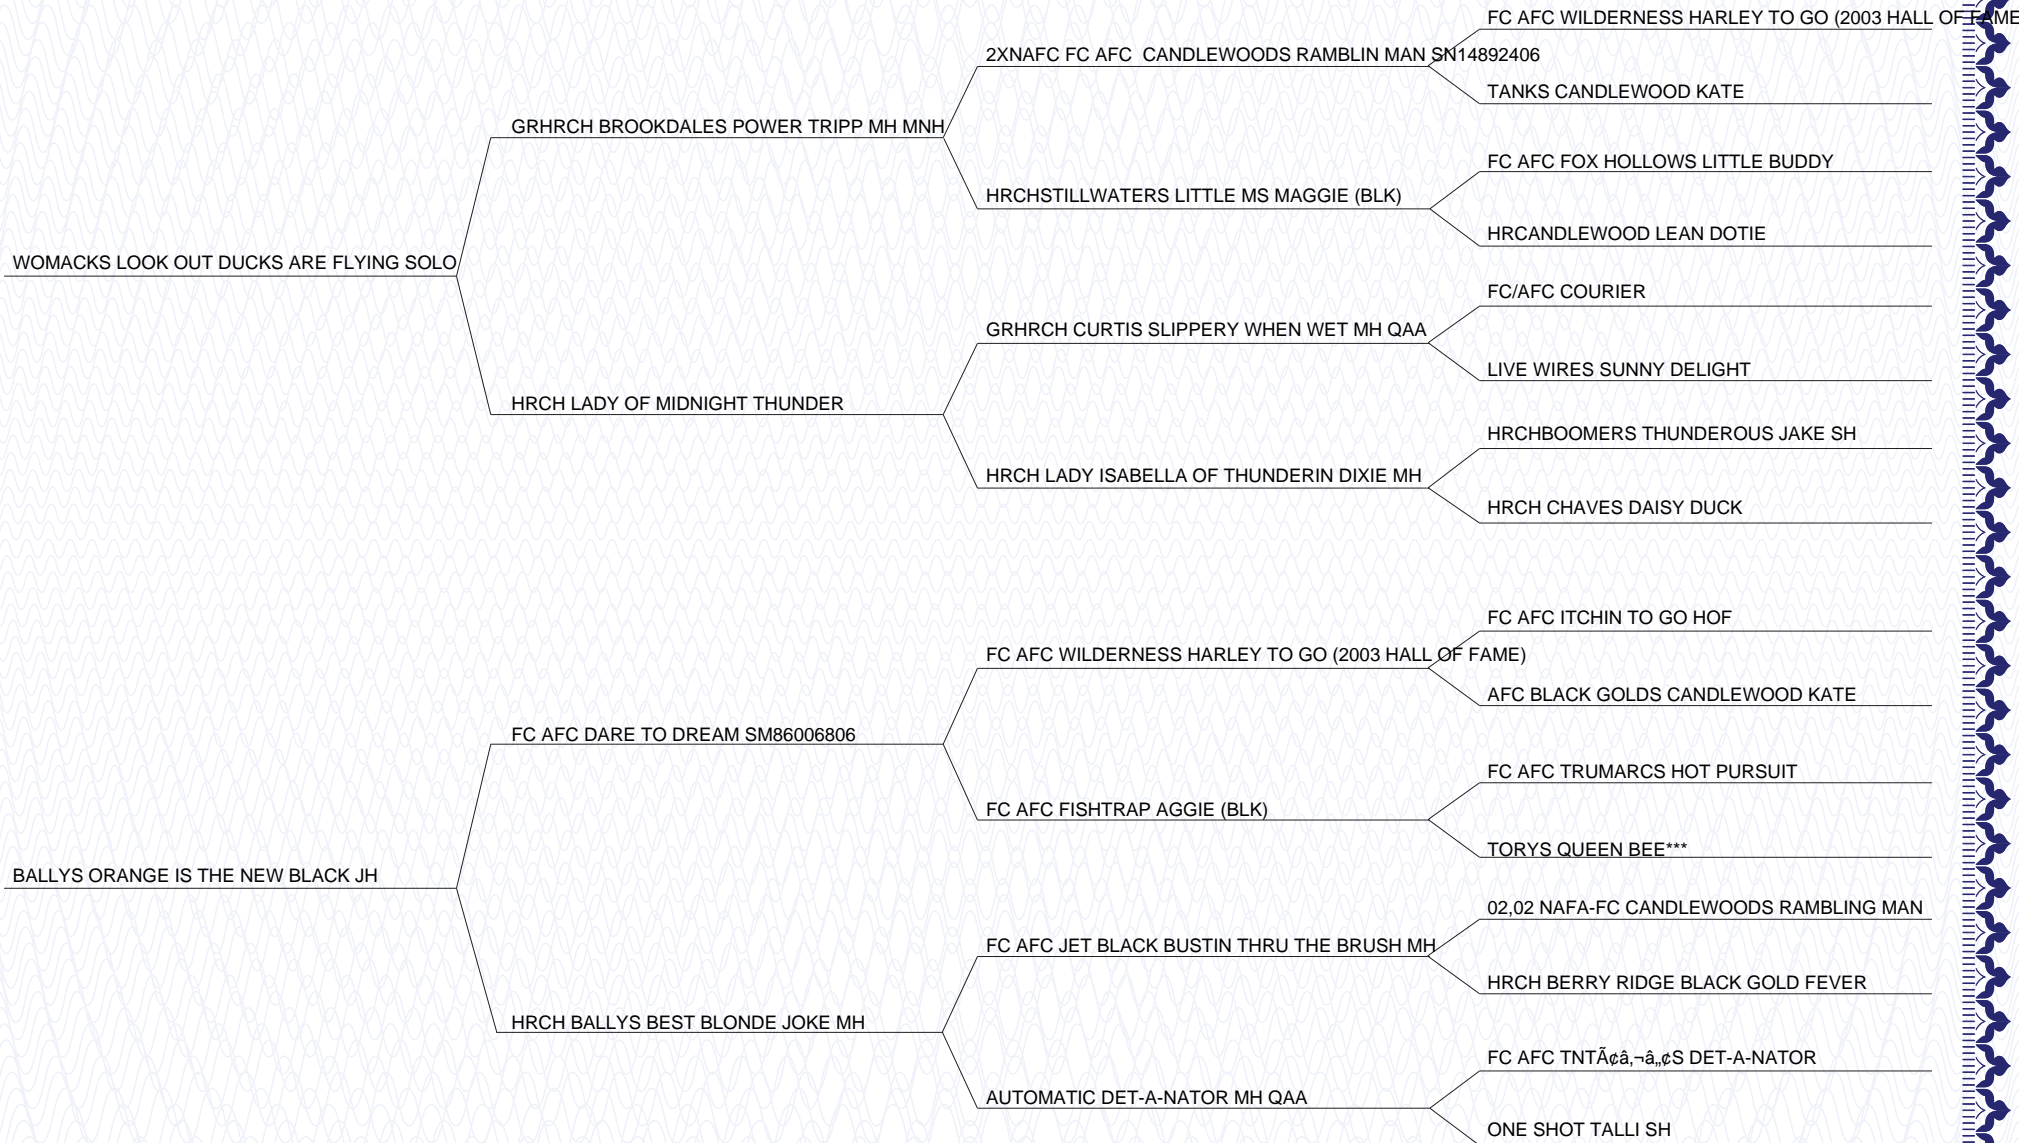 FC AFC WILDERNESS HARLEY TO GO (2003 HALL OF FAME
2XNAFC FC AFC  CANDLEWOODS RAMBLIN MAN SN14892406
TANKS CANDLEWOOD KATE
GRHRCH BROOKDALES POWER TRIPP MH MNH
FC AFC FOX HOLLOWS LITTLE BUDDY
HRCHSTILLWATERS LITTLE MS MAGGIE (BLK)
HRCANDLEWOOD LEAN DOTIE
WOMACKS LOOK OUT DUCKS ARE FLYING SOLO
FC/AFC COURIER
GRHRCH CURTIS SLIPPERY WHEN WET MH QAA
LIVE WIRES SUNNY DELIGHT
HRCH LADY OF MIDNIGHT THUNDER
HRCHBOOMERS THUNDEROUS JAKE SH
HRCH LADY ISABELLA OF THUNDERIN DIXIE MH
HRCH CHAVES DAISY DUCK
FC AFC ITCHIN TO GO HOF
FC AFC WILDERNESS HARLEY TO GO (2003 HALL OF FAME)
AFC BLACK GOLDS CANDLEWOOD KATE
FC AFC DARE TO DREAM SM86006806
FC AFC TRUMARCS HOT PURSUIT
FC AFC FISHTRAP AGGIE (BLK)
TORYS QUEEN BEE***
BALLYS ORANGE IS THE NEW BLACK JH
02,02 NAFA-FC CANDLEWOODS RAMBLING MAN
FC AFC JET BLACK BUSTIN THRU THE BRUSH MH
HRCH BERRY RIDGE BLACK GOLD FEVER
HRCH BALLYS BEST BLONDE JOKE MH
FC AFC TNTÃ¢â‚¬â„¢S DET-A-NATOR
AUTOMATIC DET-A-NATOR MH QAA
ONE SHOT TALLI SH